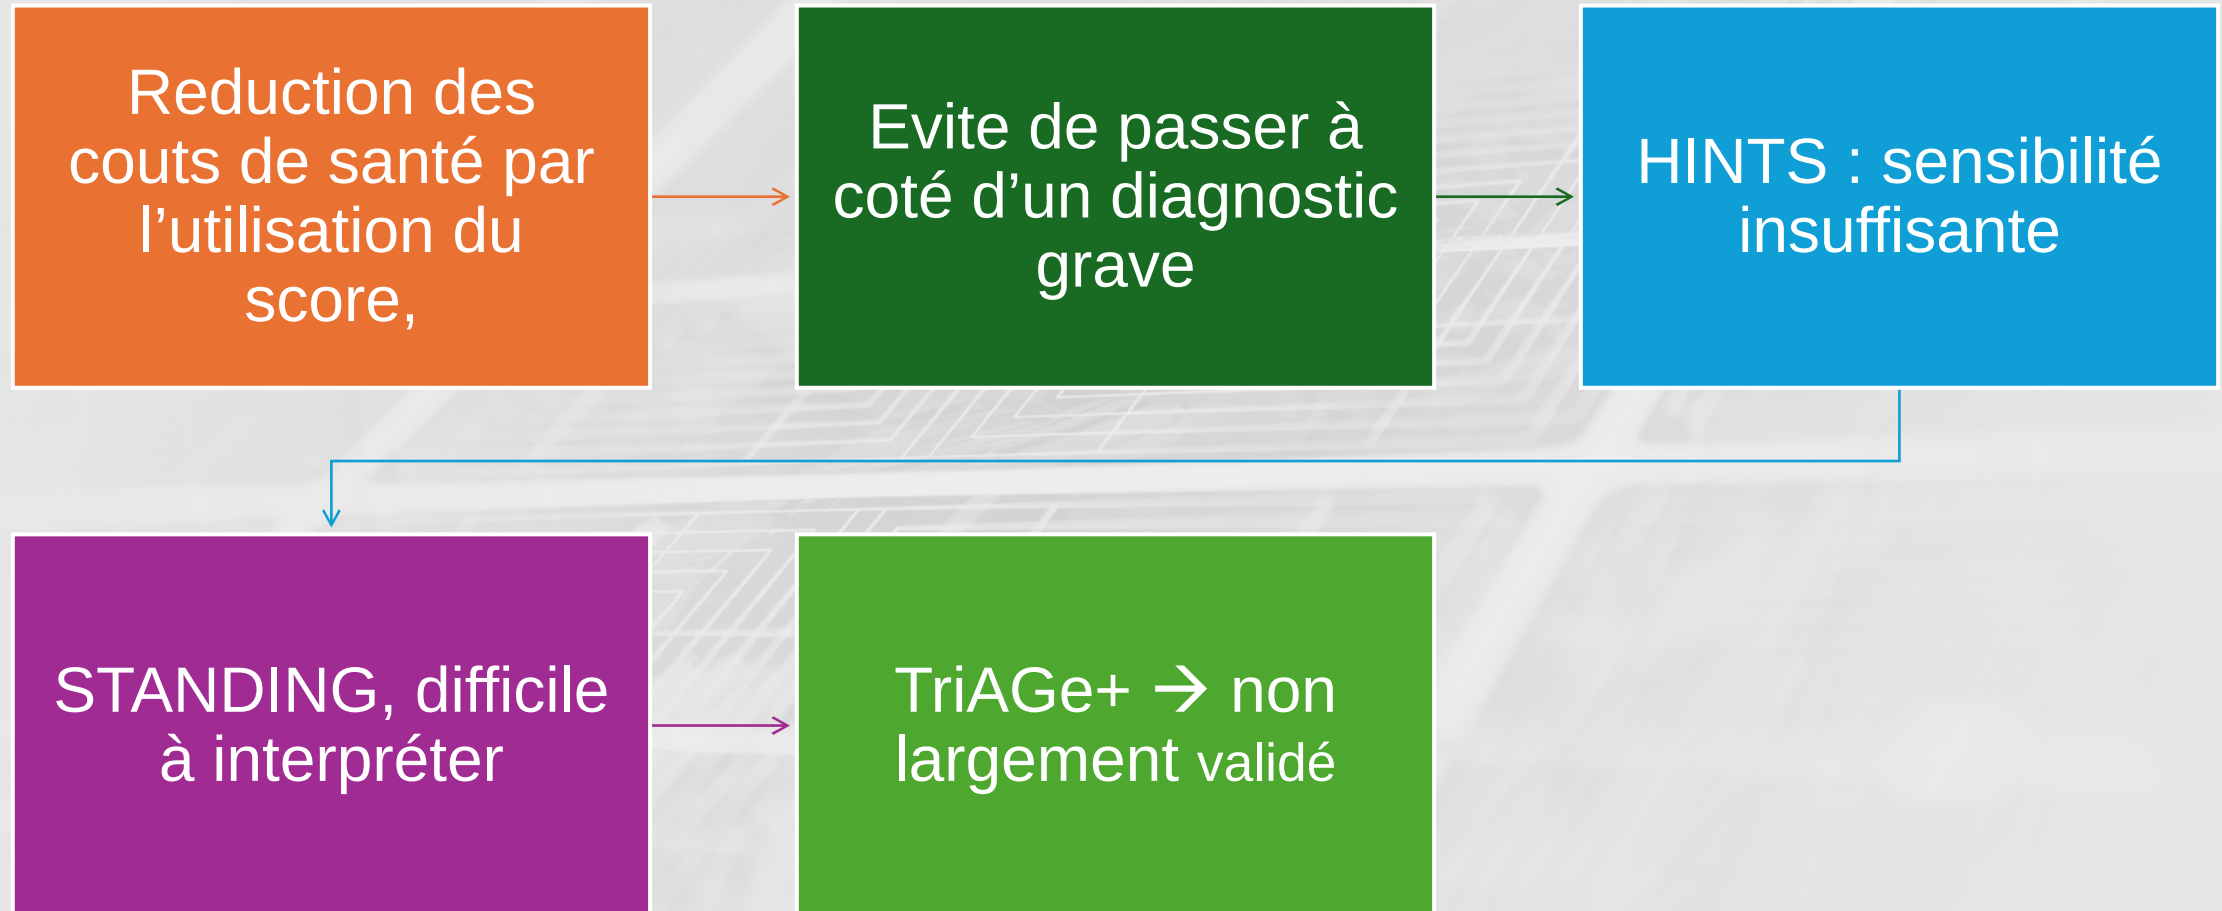 Reduction des
couts de santé par
l’utilisation du
score,
Evite de passer à
coté d’un diagnostic
grave
HINTS : sensibilité
insuffisante
STANDING, difficile
à interpréter
TriAGe+ → non
largement validé